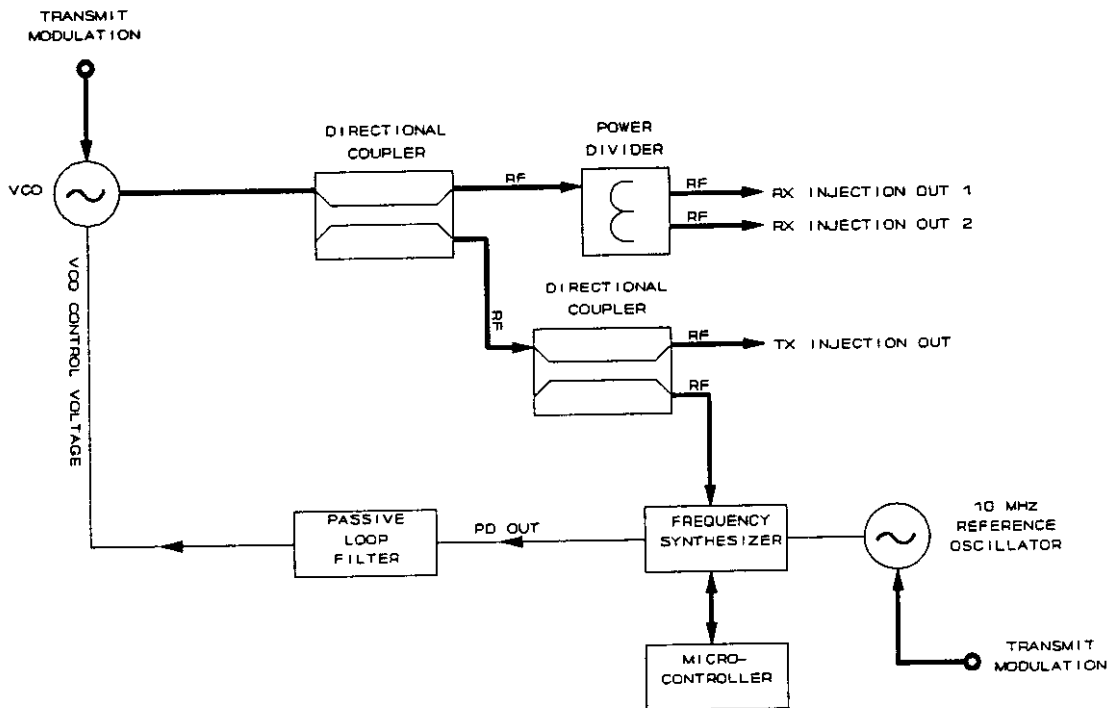 TRANSMIT
MODULATION
DIRECTIONAL
COUPLER
POWER
DIVIDER
VCO
RF
RF
RX INJECTION OUT 1
RF
RX INJECTION OUT 2
DIRECTIONAL
COUPLER
RF
RF
TX INJECTION OUT
RF
VCO CONTROL VOLTAGE
PASSIVE
LOOP
FILTER
PD OUT
FREQUENCY
SYNTHESIZER
10 MHz
REFERENCE
OSCILLATOR
MICRO-
CONTROLLER
TRANSMIT
MODULATION